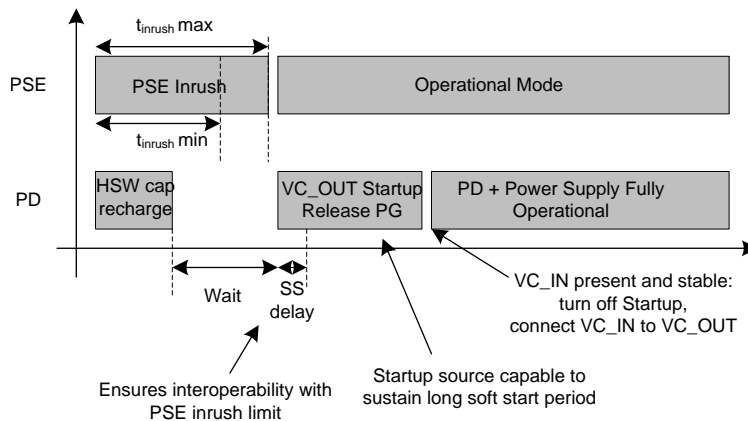 tinrush max
PSE
PSE Inrush
Operational Mode
tinrush min
PD
HSW cap
recharge
VC_OUT Startup
Release PG
PD + Power Supply Fully
Operational
Wait
SS
delay
VC_IN present and stable:
turn off Startup,
connect VC_IN to VC_OUT
Ensures interoperability with
PSE inrush limit
Startup source capable to
sustain long soft start period